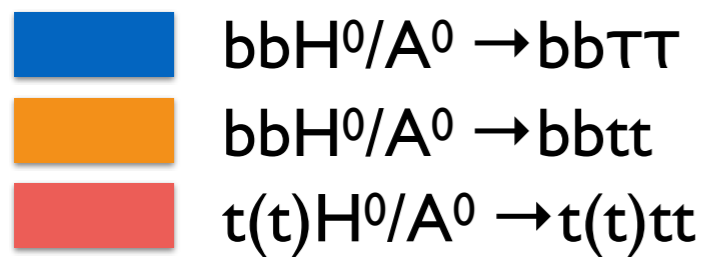 bbH⁰/A⁰ →bbττ
bbH⁰/A⁰ →bbtt
t(t)H⁰/A⁰ →t(t)tt